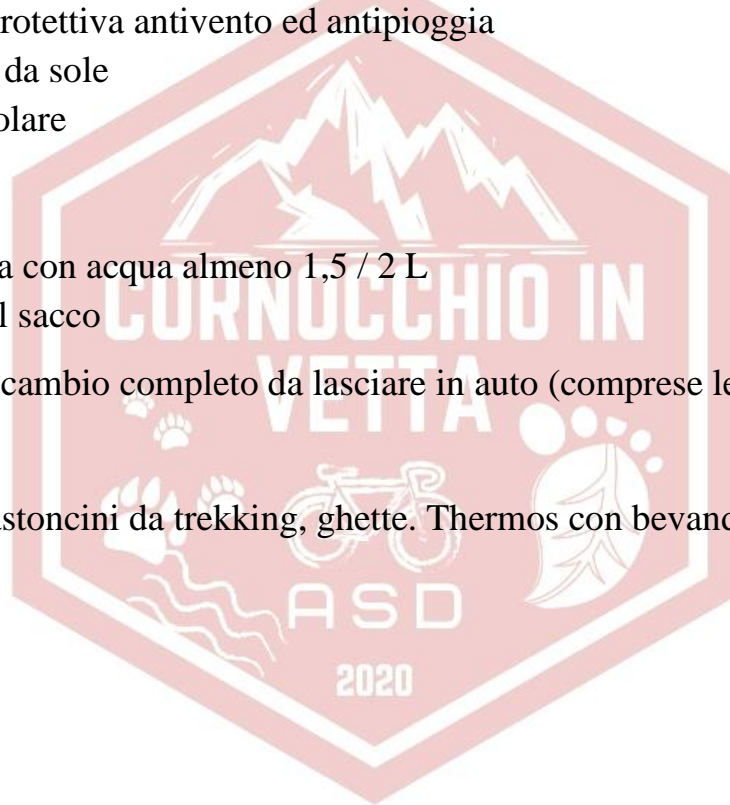 rotettiva antivento ed antipioggia
da sole
olare
a con acqua almeno 1,5 / 2 L
l sacco
CORNOCCHIO IN
VETTA
cambio completo da lasciare in auto (comprese le
astoncini da trekking, ghette. Thermos con bevand
ASD
2020